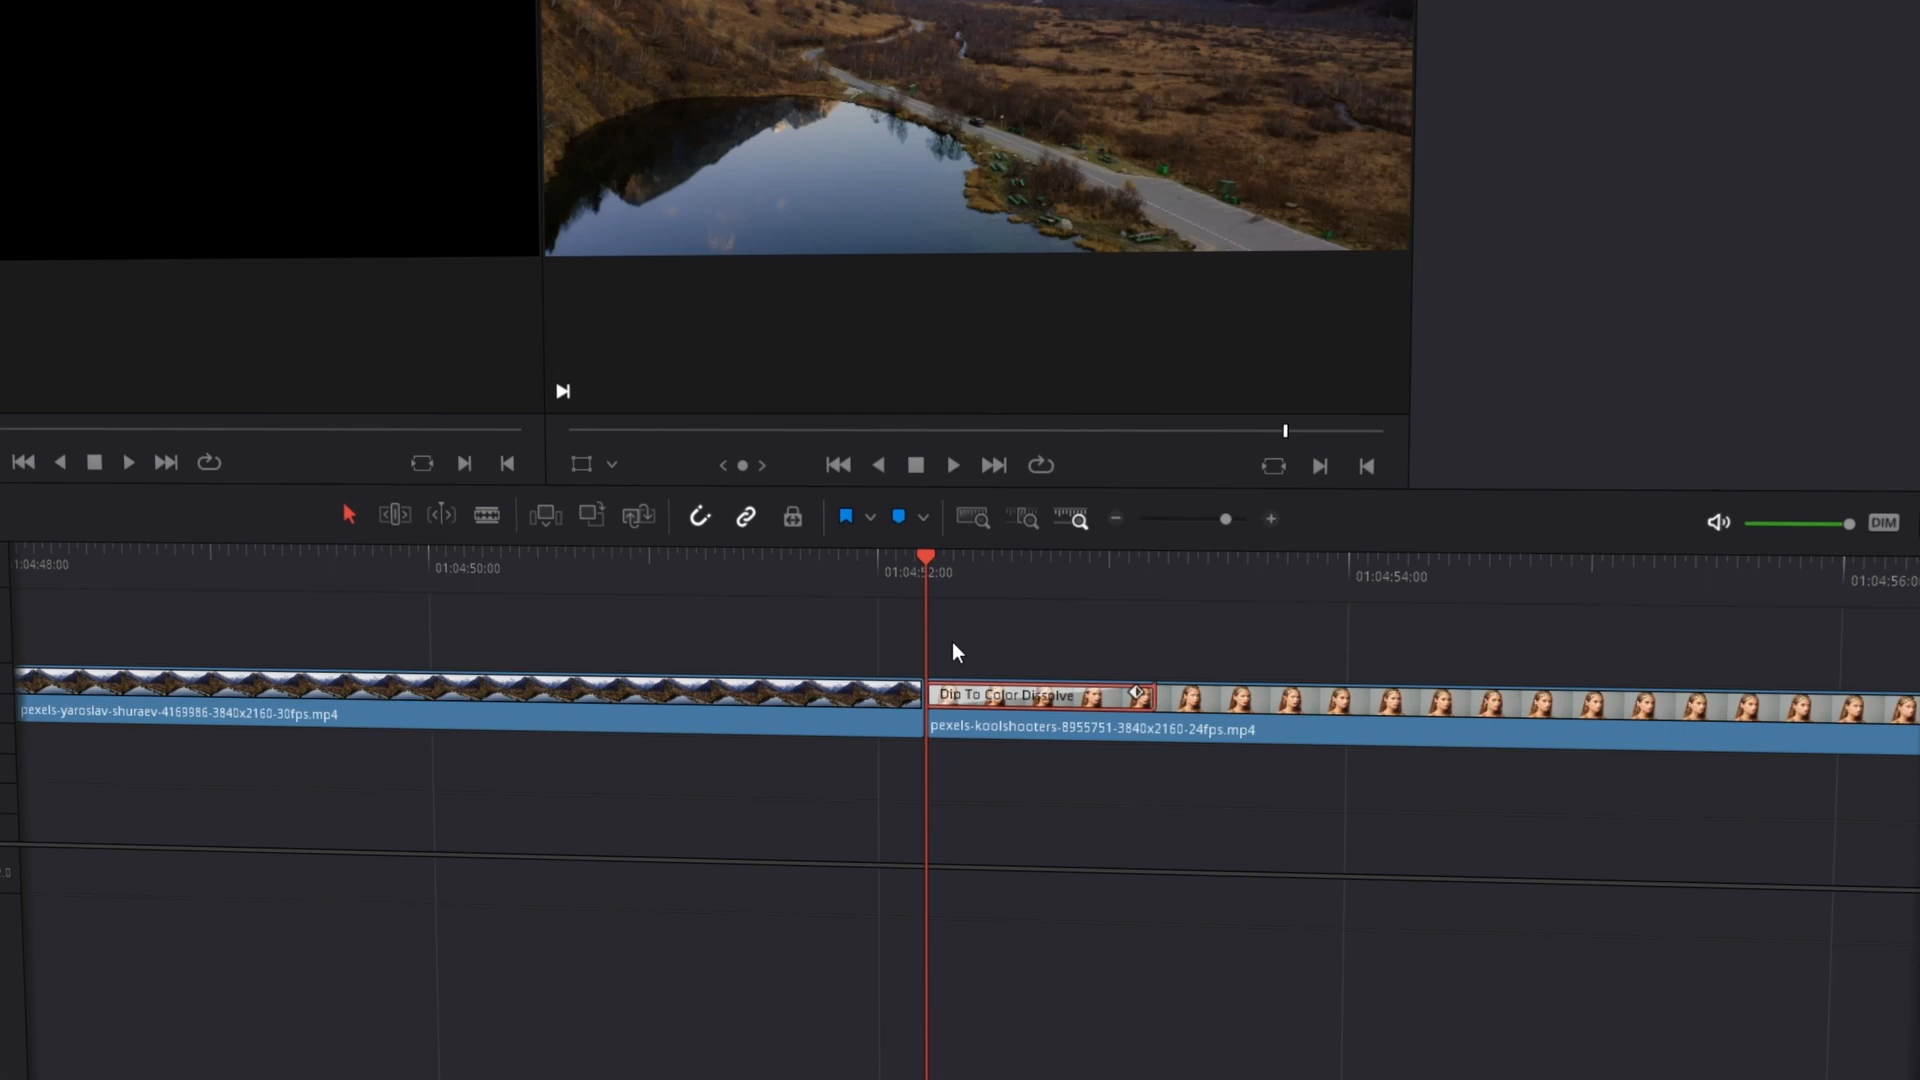 DIM
1:04:48:00
01:04:50:00
01:04:52:00
01:04:54:00
01:04:56:0
Dip To Color Dissolve
pexels-yaroslav-shuraev-4169986-3840x2160-30fps.mp4
pexels-koolshooters-8955751-3840x2160-24fps.mp4